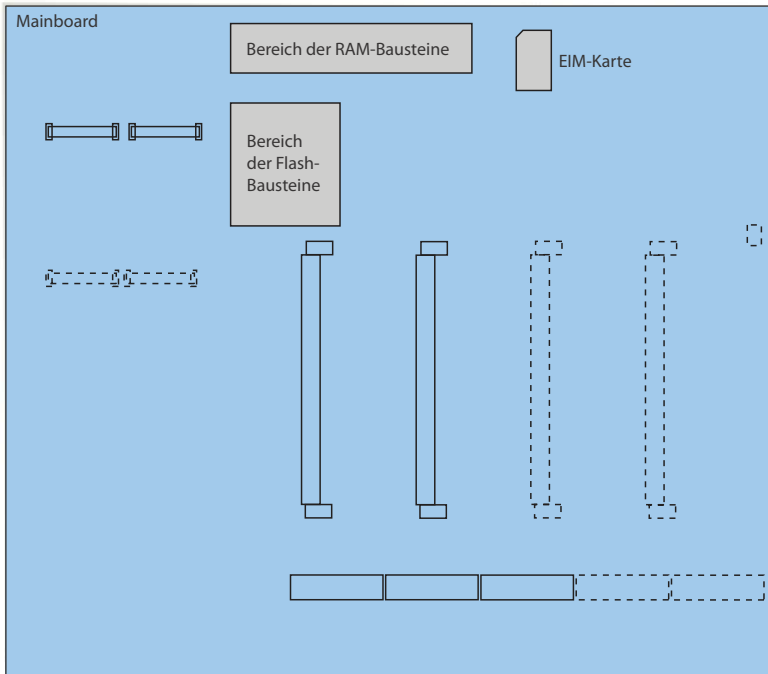 Mainboard
Bereich der RAM-Bausteine
EIM-Karte
Bereich
der Flash-
Bausteine